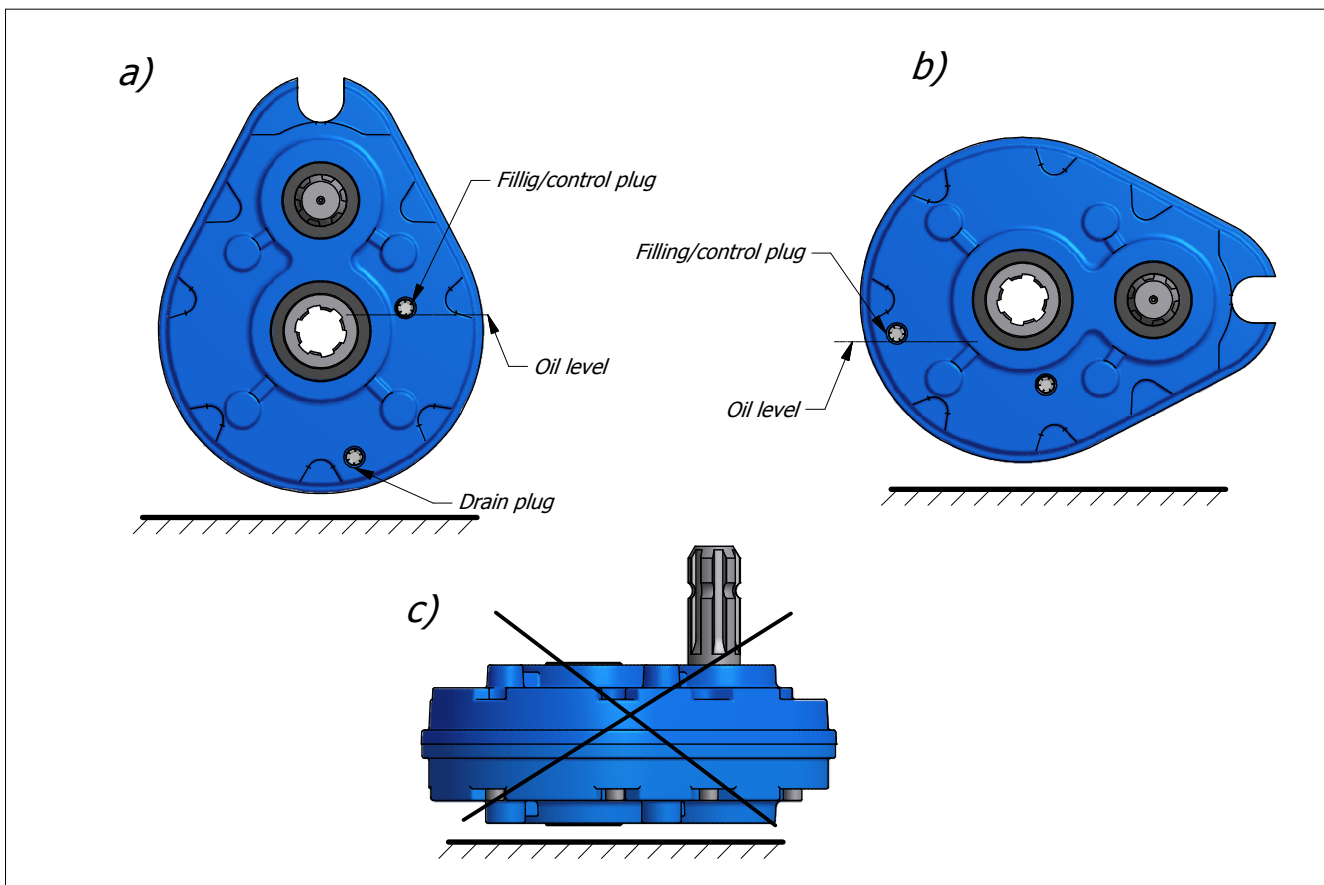 a)
b)
Fillig/control plug
Filling/control plug
Oil level
Oil level
Drain plug
c)